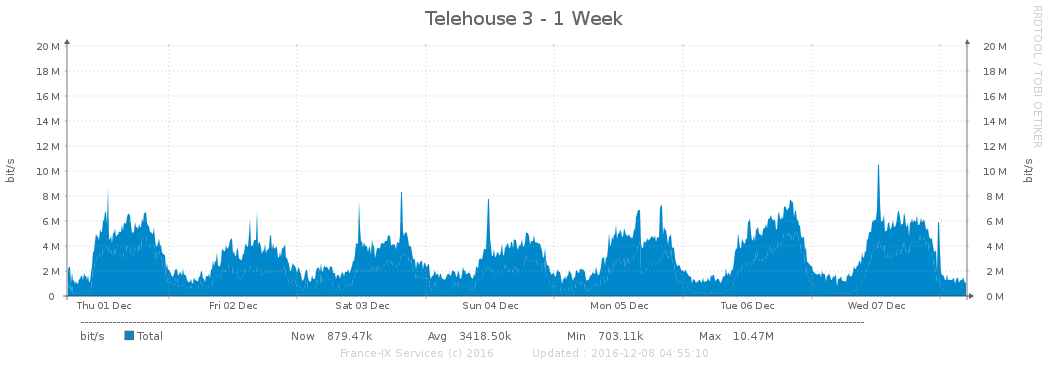 Telehouse 3 - 1 Week
RRDTOOL / TOBI OETIKER
20 M 20 M
18 M 18 M
16 M 16 M
14 M 14 M
12 M 12 M
10 M 10 M
8 M 8 M
6 M 6 M
4 M 4 M
2 M 2 M
0 0 M
bit/s
bit/s
Thu 01 Dec Fri 02 Dec Sat 03 Dec Sun 04 Dec Mon 05 Dec Tue 06 Dec Wed 07 Dec
bit/s Total Now 879.47k Avg 3418.50k Min 703.11k Max 10.47M
France-IX Services (c) 2016 Updated : 2016-12-08 04:55:10